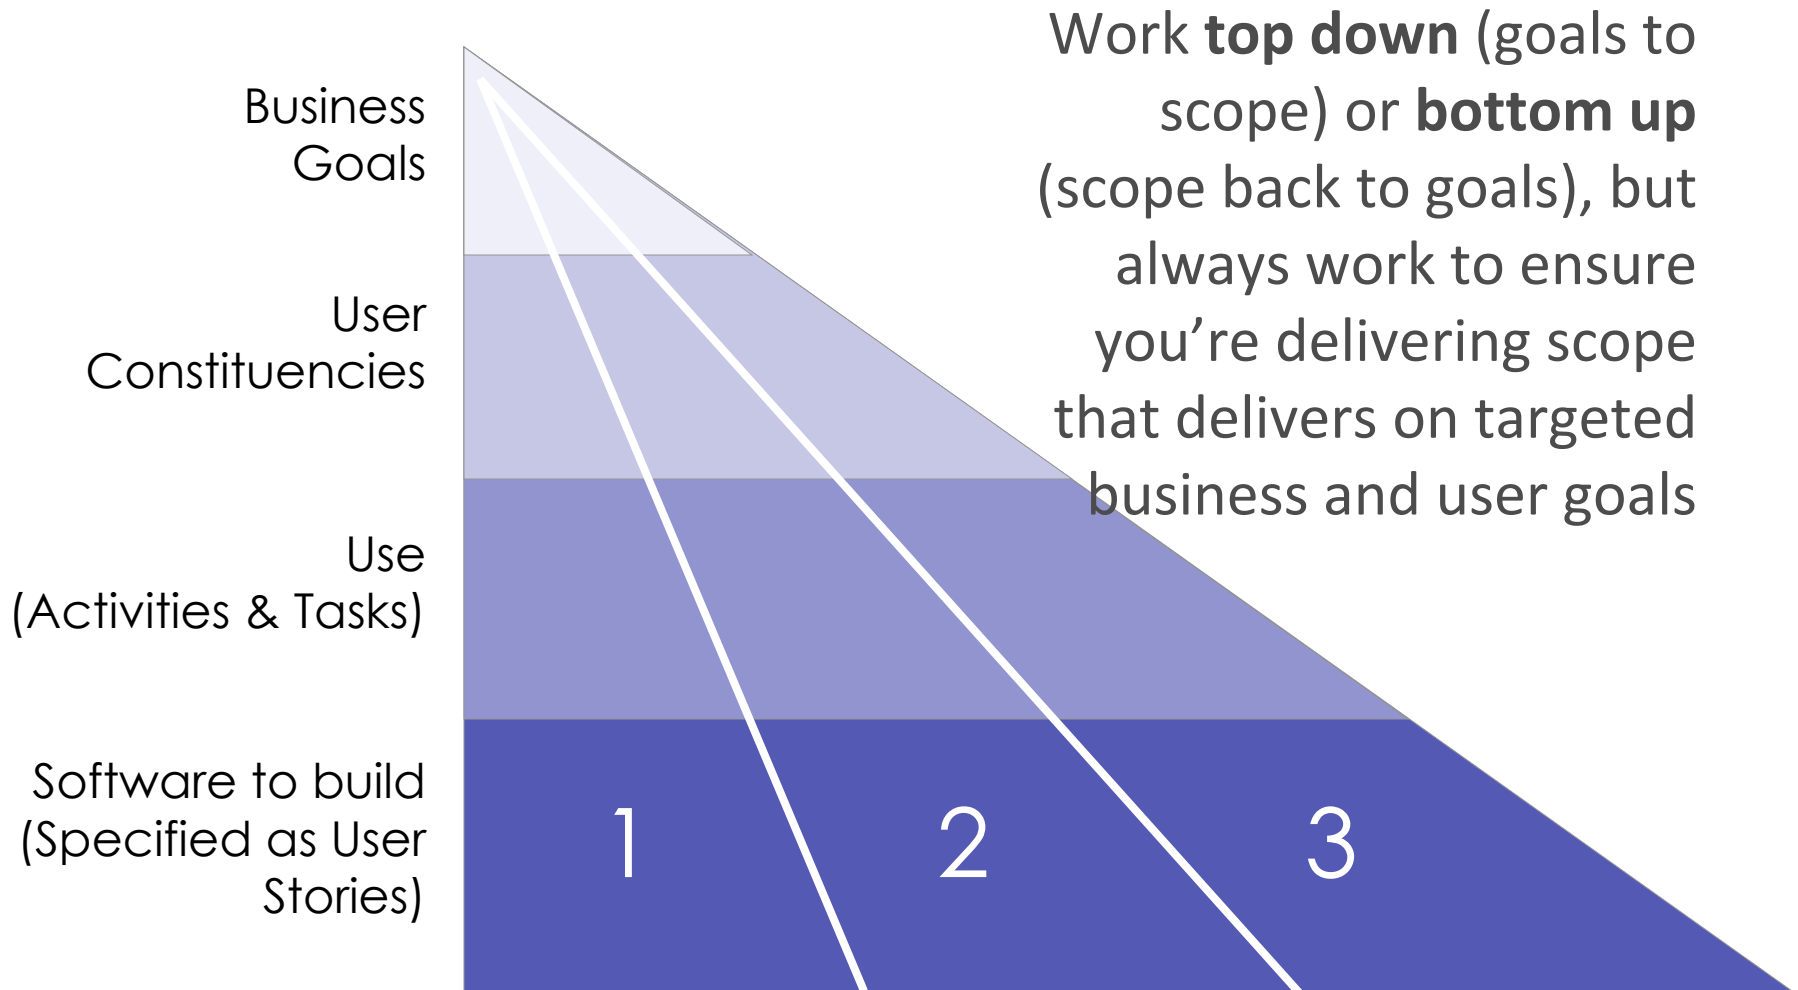 Work top down (goals to
scope) or bottom up
(scope back to goals), but
always work to ensure
you’re delivering scope
that delivers on targeted
business and user goals
Business
Goals
User
Constituencies
Use
(Activities & Tasks)
Software to build
(Specified as User
Stories)
1
2
3